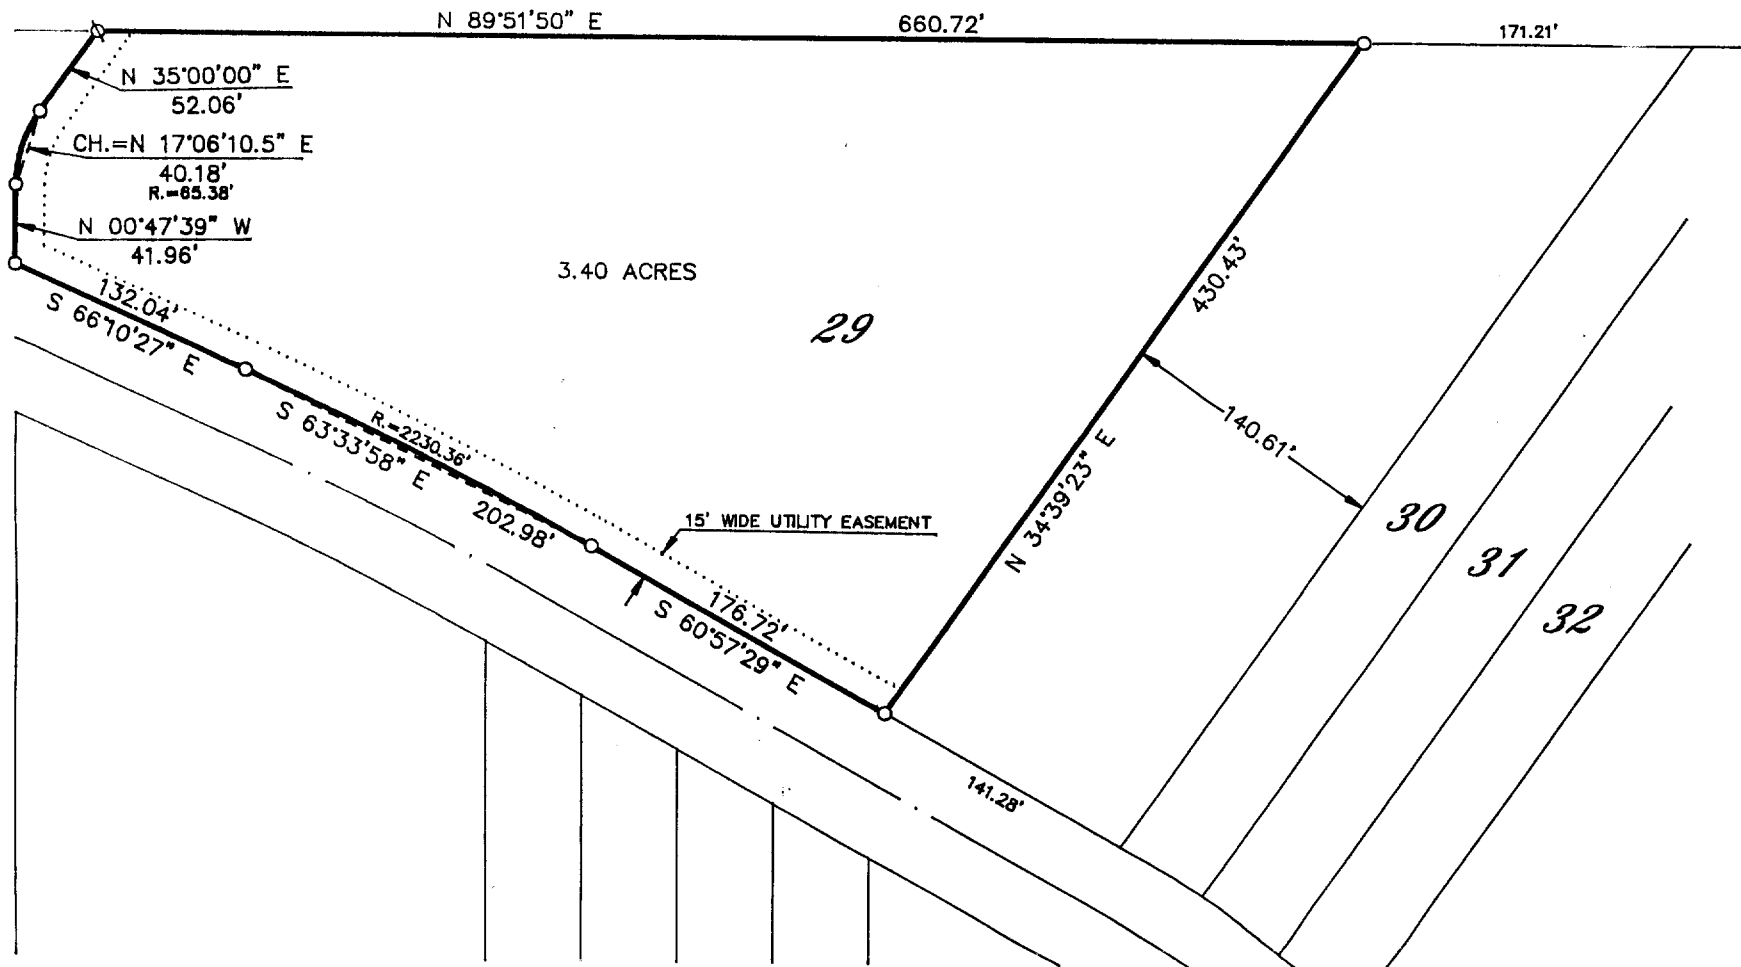 N 89°51'50" E
660.72'
171.21'
N 35°00'00" E
52.06'
CH.=N 17°06'10.5" E
40.18'
R.=65.38'
N 00°47'39" W
41.96'
3.40 ACRES
29
132.04'
S 66°10'27" E
R.=2230.36'
S 63°33'58" E
202.98'
15' WIDE UTILITY EASEMENT
176.72'
S 60°57'29" E
430.43'
N 34°39'23" E
140.61'
30
31
32
141.28'